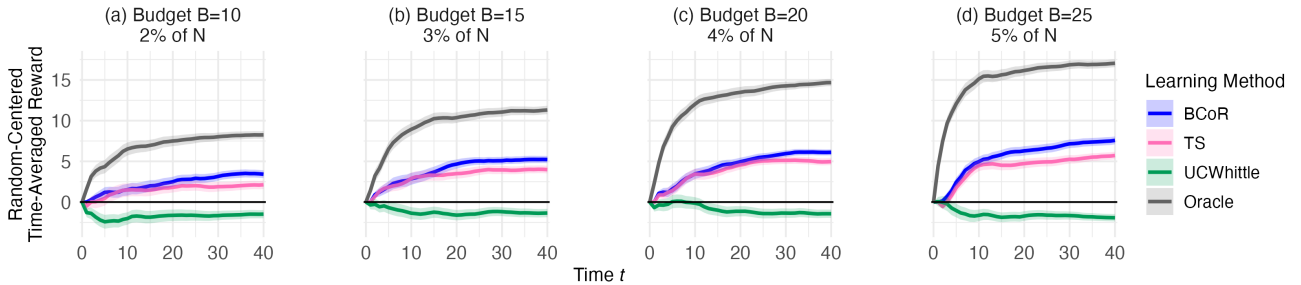 (a) Budget B=10
2% of N
(b) Budget B=15
3% of N
(c) Budget B=20
4% of N
(d) Budget B=25
5% of N
Random-Centered
Time-Averaged Reward
15
10
5
0
0 10 20 30 40
0 10 20 30 40
0 10 20 30 40
0 10 20 30 40
Time t
Learning Method
BCoR
TS
UCWhittle
Oracle